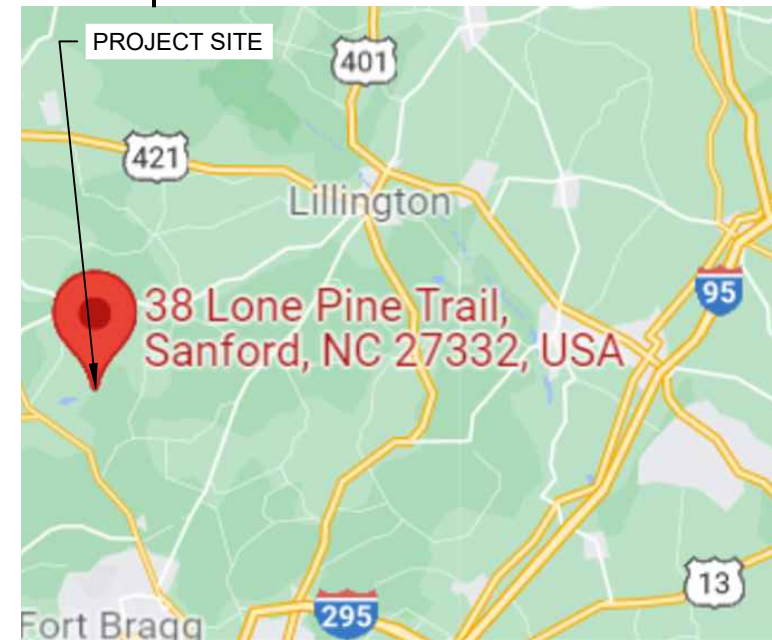 PROJECT SITE
401
421
Lillington
95
38 Lone Pine Trail,
Sanford, NC 27332, USA
13
295
Fort Bragg